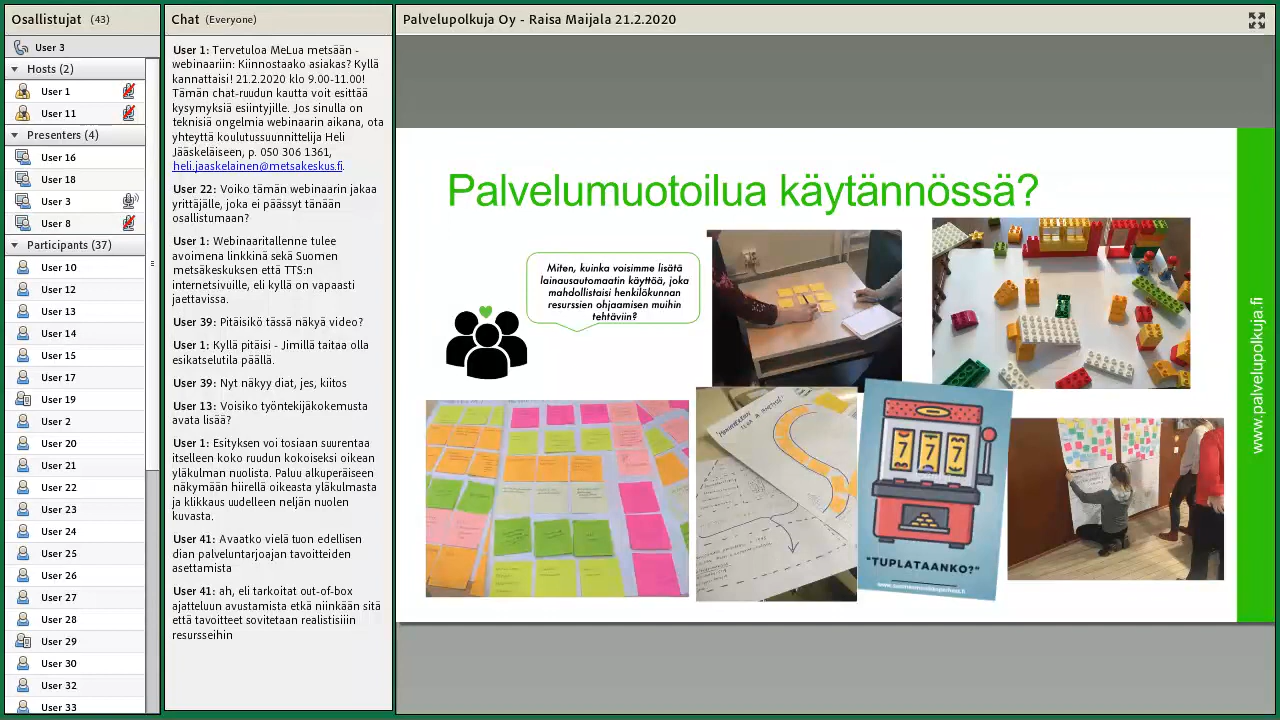 Osallistujat (43)
User 3
Hosts (2)
User 1
User 11
Presenters (4)
User 16
User 18
User 3
User 8
Participants (37)
User 10
User 12
User 13
User 14
User 15
User 17
User 19
User 2
User 20
User 21
User 22
User 23
User 24
User 25
User 26
User 27
User 28
User 29
User 30
User 32
User 33
Chat (Everyone)
User 1: Tervetuloa MeLua metsään -
webinaariin: Kiinnostaako asiakas? Kyllä
kannattaisi! 21.2.2020 klo 9.00-11.00!
Tämän chat-ruudun kautta voit esittää
kysymyksiä esiintyjille. Jos sinulla on
teknisiä ongelmia webinaarin aikana, ota
yhteyttä koulutussuunnittelija Heli
Jääskeläiseen, p. 050 306 1361,
heli.jaaskelainen@metsakeskus.fi.
User 22: Voiko tämän webinarin jakaa
yrittäjälle, joka ei päässyt tänään
osallistumaan?
User 1: Webinaaritallenne tulee
avoimena linkkinä sekä Suomen
metsäkeskuksen että TTS:n
internetsivuille, eli kyllä on vapaasti
jaettavissa.
User 39: Pitäisikö tässä näkyä video?
User 1: Kyllä pitäisi - Jimillä taitaa olla
esikatselutila päällä.
User 39: Nyt näkyy diat, jes, kiitos
User 13: Voisiko työntekijäkokemusta
avata lisää?
User 1: Esityksen voi tosiaan suurentaa
itselleen koko ruudun kokoiseksi oikean
yläkulman nuolista. Paluu alkuperäiseen
näkymään hiirellä oikeasta yläkulmasta
ja klikkaus uudelleen neljän nuolen
kuvasta.
User 41: Avaatko vielä tuon edellisen
dian palveluntarjoajan tavoitteiden
asettamista
User 41: ah, eli tarkoitat out-of-box
ajatteluun avustamista etkä niinkään sitä
että tavoitteet sovitetaan realistisiin
resursseihin
Palvelupolkuja Oy - Raisa Maijala 21.2.2020
Palvelumuotoilua käytännössä?
Miten, kuinka voisimme lisätä
lainausautomaatin käyttöä, joka
mahdollistaisi henkilökunnan
resurssien ohjaamisen muihin
tehtäviin?
7 7 7
"TUPLATAANKO?"
www.palvelupolkuja.fi